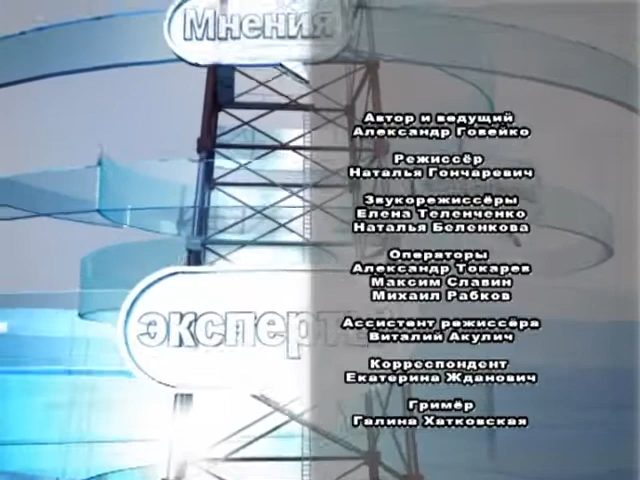 Мнения
Автор и ведущий
Александр Говейко
Режиссёр
Наталья Гончаревич
Звукорежиссёры
Елена Теленченко
Наталья Беленкова
Операторы
Александр Токарев
Максим Славин
Михаил Рабков
эксперты
Ассистент режиссёра
Виталий Акулич
Корреспондент
Екатерина Жданович
Гримёр
Галина Хатковская